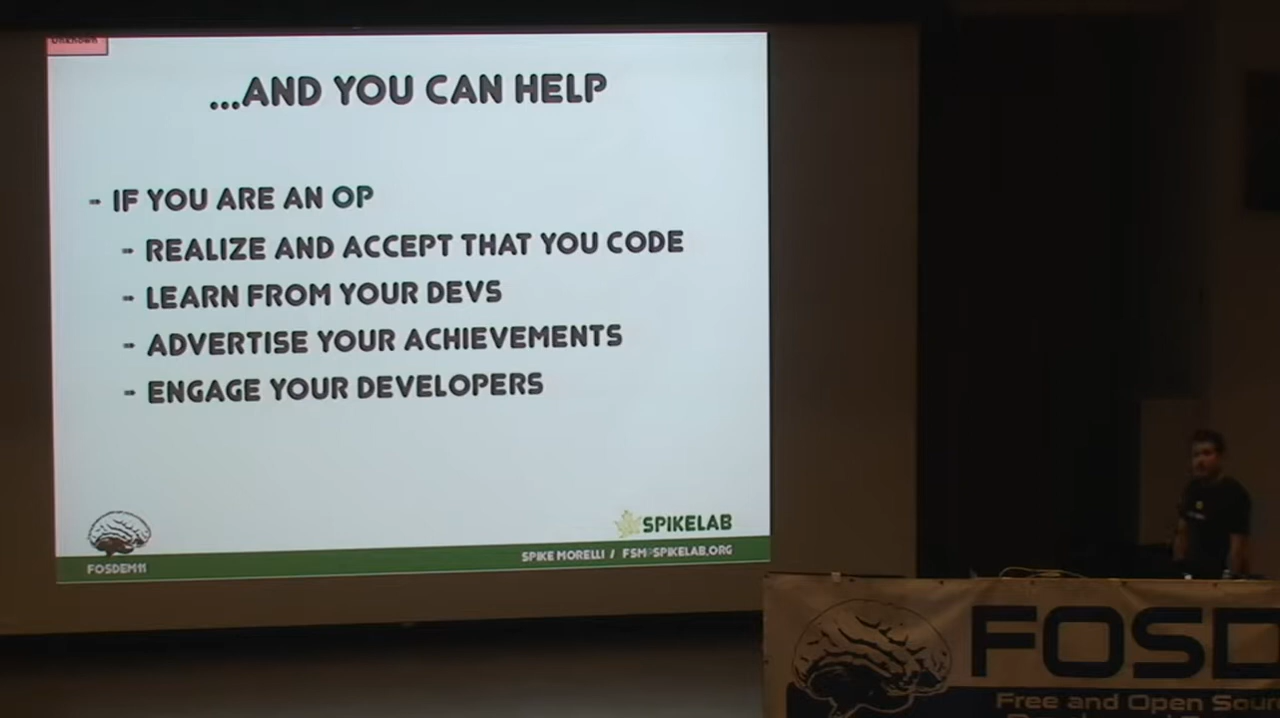 Unknown
...AND YOU CAN HELP
- IF YOU ARE AN OP
- REALIZE AND ACCEPT THAT YOU CODE
- LEARN FROM YOUR DEVS
- ADVERTISE YOUR ACHIEVEMENTS
- ENGAGE YOUR DEVELOPERS
SPIKELAB
SPIKE MORELLI / FSM@SPIKELAB.ORG
FOSDEM11
FOSD
Free and Open Sour